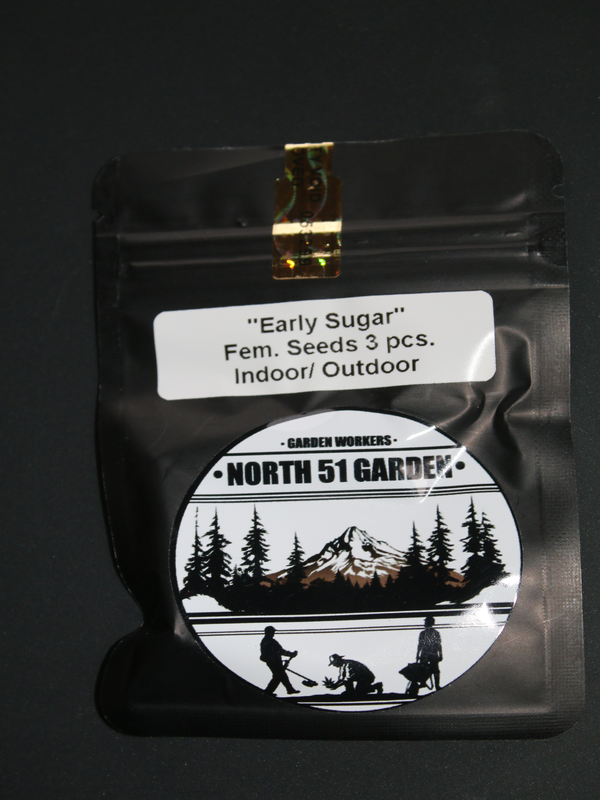 "Early Sugar"
Fem. Seeds 3 pcs.
Indoor/ Outdoor
· GARDEN WORKERS ·
• NORTH 51 GARDEN •